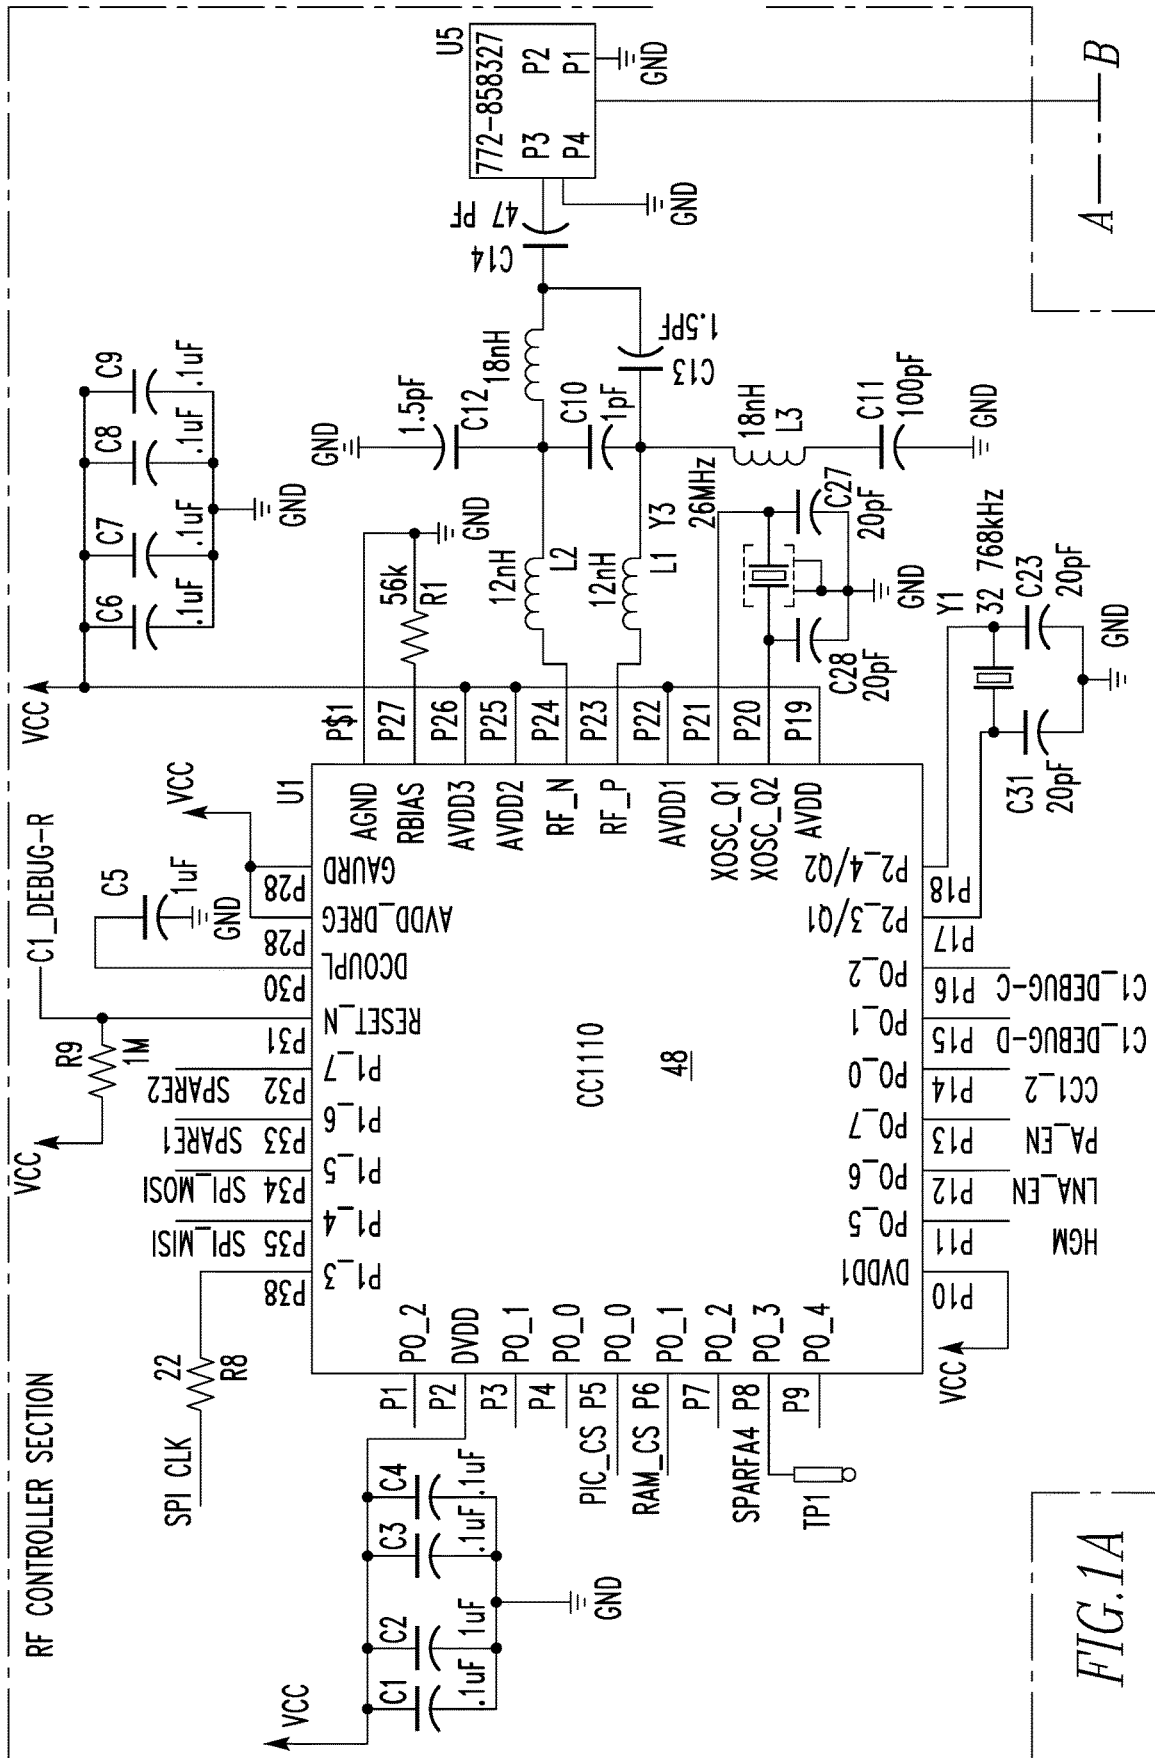 RF CONTROLLER SECTION
VCC
C1
.1uF
C2
1uF
C3
.1uF
C4
.1uF
GND
SPI CLK
22
R8
VCC
R9
1M
C1_DEBUG-R
C5
1uF
GND
VCC
VCC
C6
.1uF
C7
.1uF
C8
.1uF
C9
.1uF
GND
SPI_MISI
SPI_MOSI
SPARE1
SPARE2
P38
P35
P34
P33
P32
P31
P30
P28
P28
P1_3
P1_4
P1_5
P1_6
P1_7
RESET_N
DCOUPL
AVDD_DREG
GAURD
U1
CC1110
48
P1
PO_2
P2
DVDD
P3
PO_1
P4
PO_0
PIC_CS P5
PO_0
RAM_CS P6
PO_1
P7
PO_2
SPARFA4 P8
PO_3
P9
PO_4
TP1
AGND
P$1
RBIAS
P27
AVDD3
P26
AVDD2
P25
RF_N
P24
RF_P
P23
AVDD1
P22
XOSC_Q1
P21
XOSC_Q2
P20
AVDD
P19
DVDD1
P0_5
P0_6
P0_7
P0_0
P0_1
P0_2
P2_3/Q1
P2_4/Q2
P10
P11
P12
P13
P14
P15
P16
P17
P18
VCC
HGM
LNA_EN
PA_EN
CC1_2
C1_DEBUG-D
C1_DEBUG-C
56k
R1
GND
12nH
L2
12nH
L1
GND
1.5pF
C12
18nH
C10
1pF
C13
1.5PF
C14
47 PF
18nH
L3
C11
100pF
GND
Y3
26MHz
C27
20pF
C28
20pF
GND
Y1
32 768kHz
C23
20pF
C31
20pF
GND
U5
772-858327
P3
P2
P4
P1
GND
GND
A
B
FIG.1A